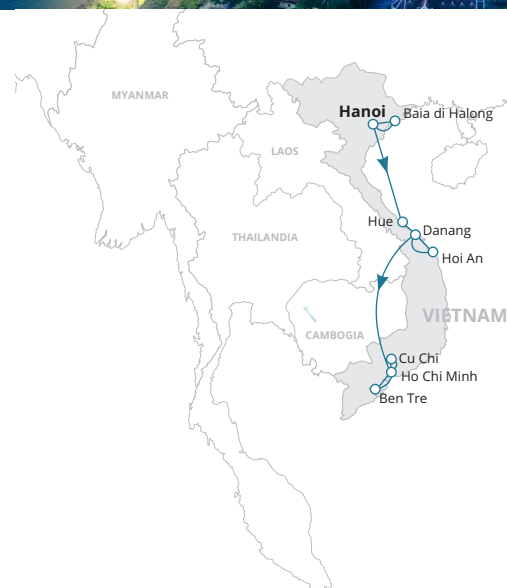 MYANMAR
Hanoi
Baia di Halong
LAOS
Hue
Danang
THAILANDIA
Hoi An
VIETNAM
CAMBOGIA
Cu Chi
Ho Chi Minh
Ben Tre